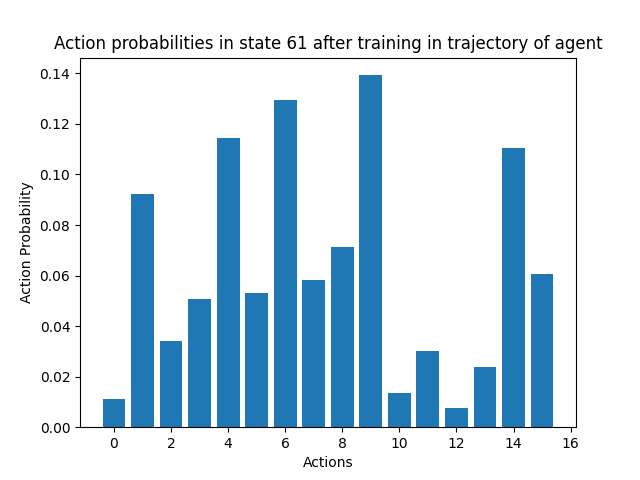 Action probabilities in state 61 after training in trajectory of agent
0.14
0.12
0.10
0.08
0.06
0.04
0.02
0.00
Action Probability
0 2 4 6 8 10 12 14 16
Actions